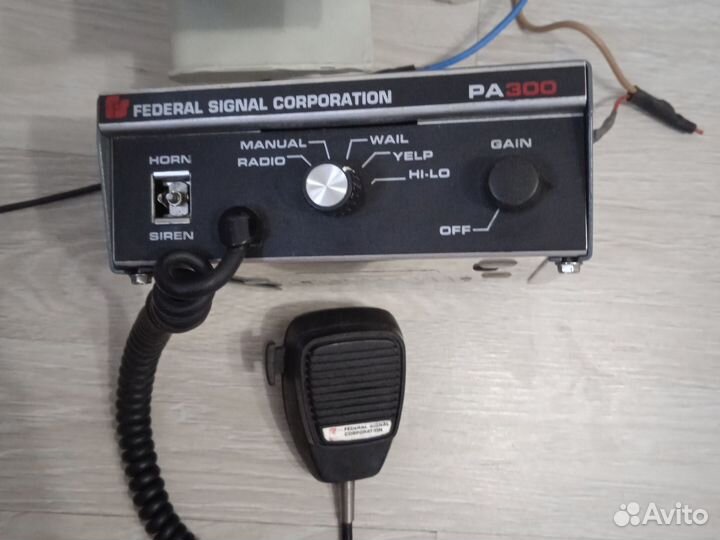 FEDERAL SIGNAL CORPORATION PA300
HORN
SIREN
MANUAL
RADIO
WAIL
YELP
HI-LO
GAIN
OFF
FEDERAL SIGNAL
CORPORATION
Avito